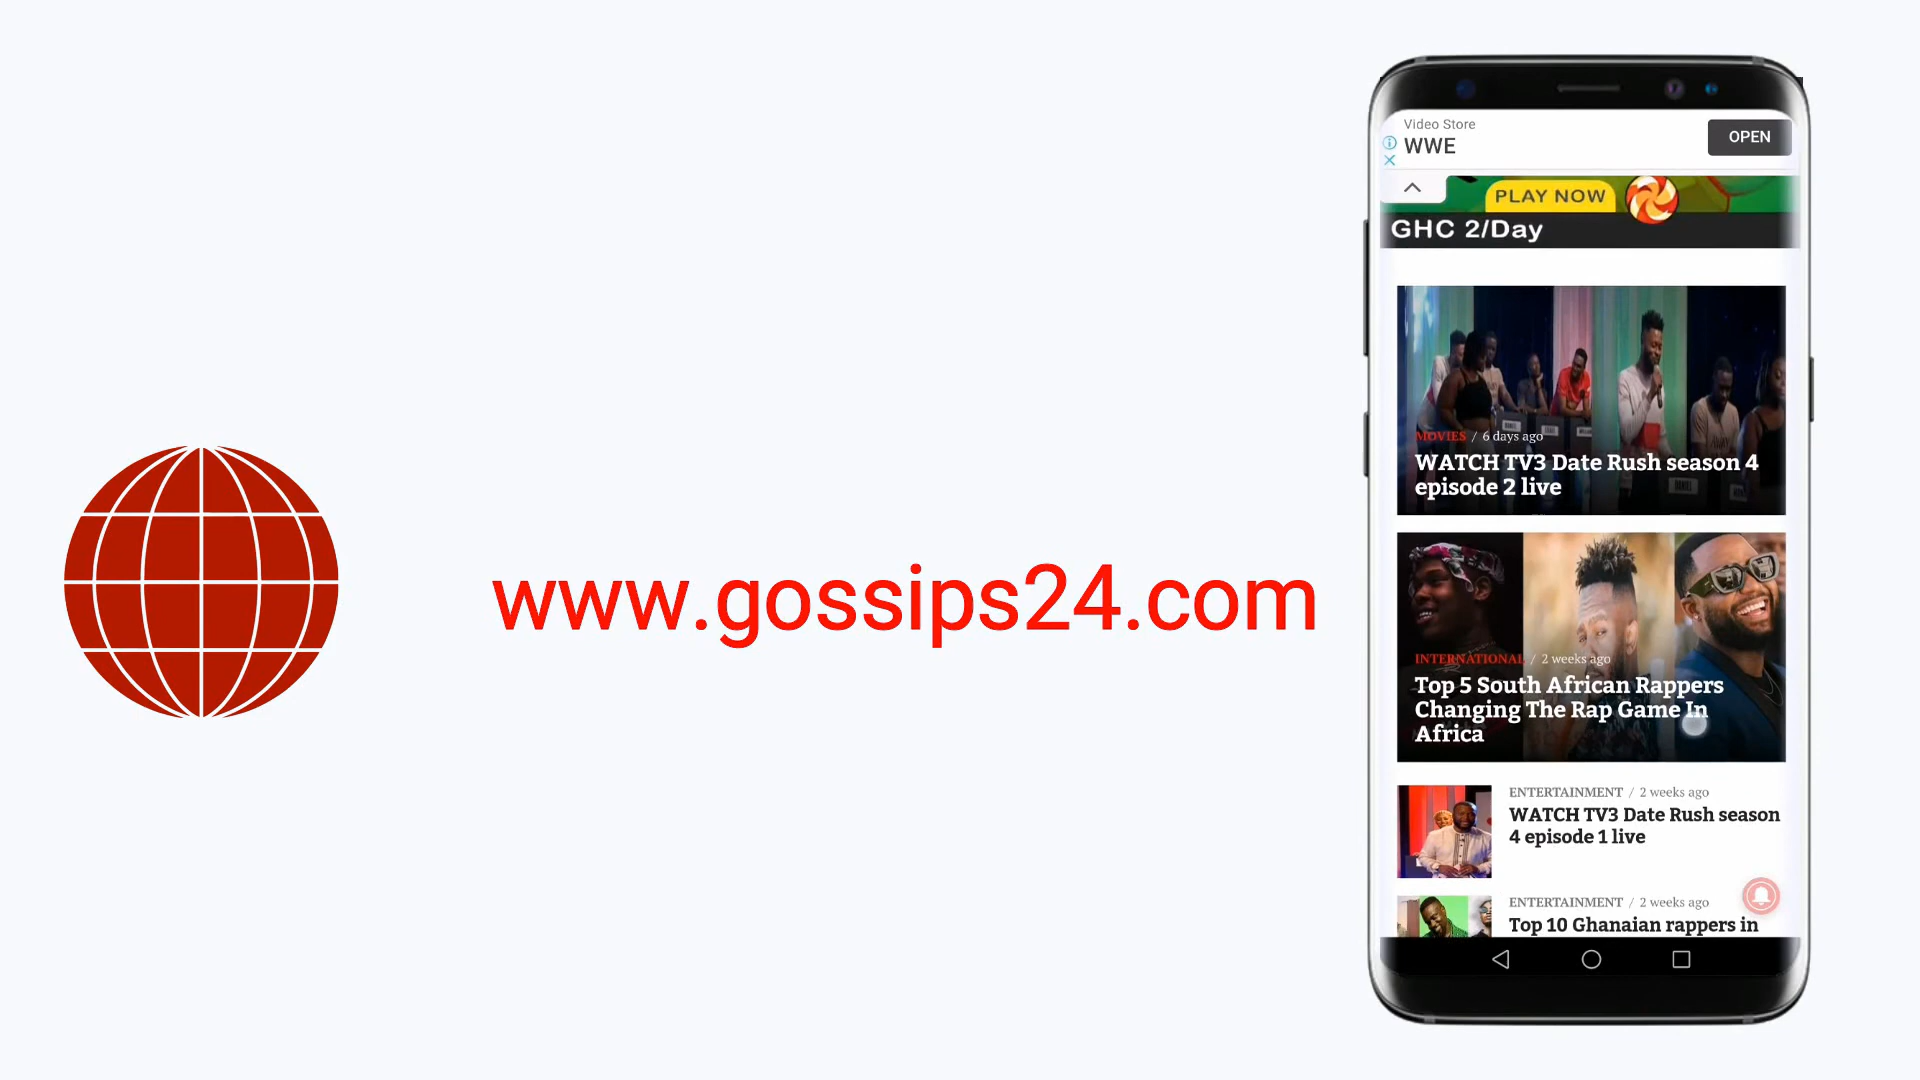 www.gossips24.com
Video Store
WWE
OPEN
PLAY NOW
GHC 2/Day
MOVIES / 6 days ago
WATCH TV3 Date Rush season 4
episode 2 live
INTERNATIONAL / 2 weeks ago
Top 5 South African Rappers
Changing The Rap Game In
Africa
ENTERTAINMENT / 2 weeks ago
WATCH TV3 Date Rush season
4 episode 1 live
ENTERTAINMENT / 2 weeks ago
Top 10 Ghanaian rappers in